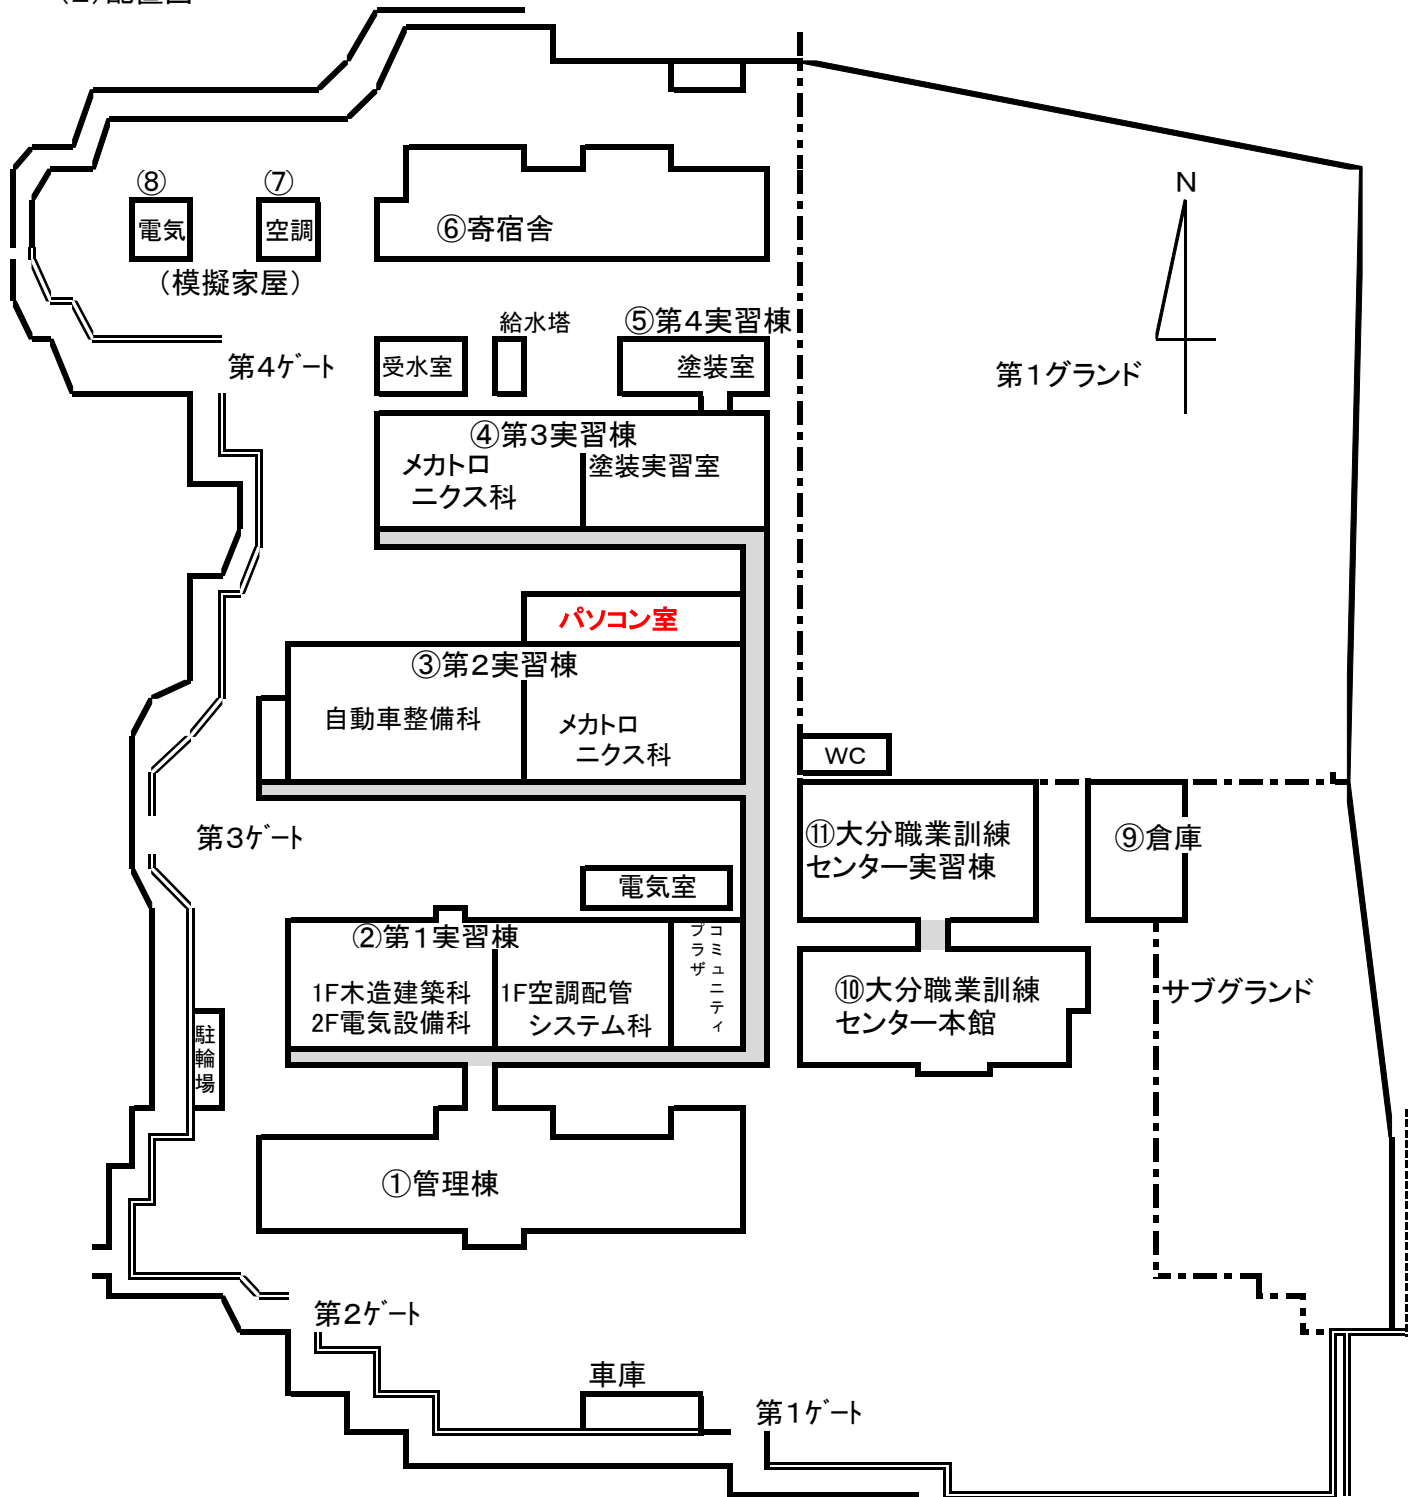 (2)配置図
N
⑧
電気
⑦
空調
(模擬家屋)
⑥寄宿舎
給水塔
⑤第4実習棟
塗装室
受水室
第4ゲート
第1グランド
④第3実習棟
メカトロ
ニクス科
塗装実習室
パソコン室
③第2実習棟
自動車整備科
メカトロ
ニクス科
WC
第3ゲート
⑪大分職業訓練
センター実習棟
⑨倉庫
電気室
②第1実習棟
1F木造建築科
2F電気設備科
1F空調配管
システム科
コミュニティ
プラザ
⑩大分職業訓練
センター本館
サブグランド
駐輪場
①管理棟
第2ゲート
車庫
第1ゲート